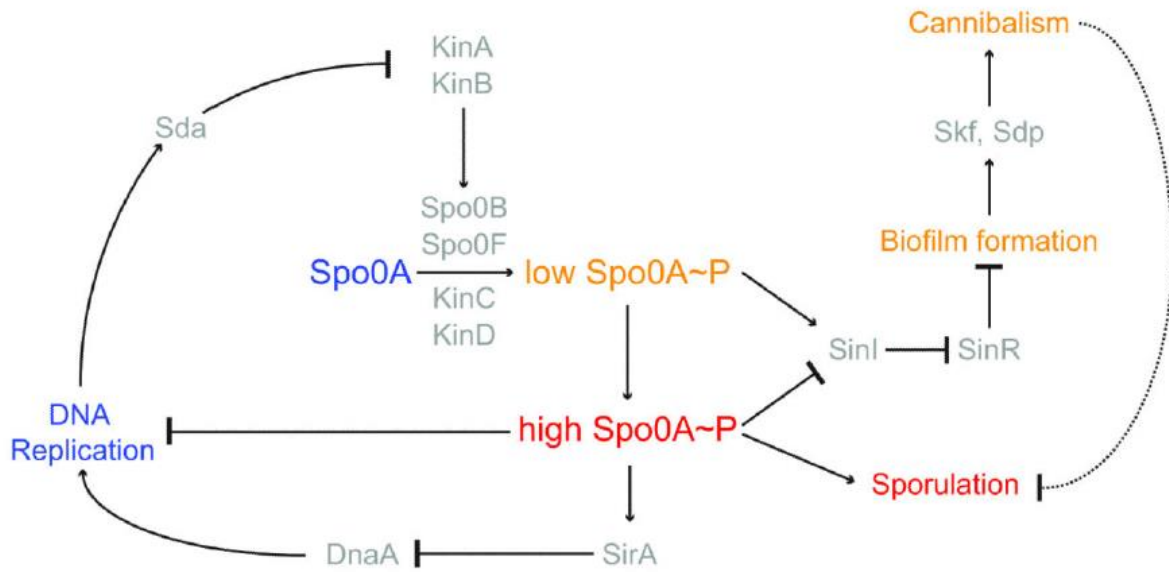 Cannibalism
KinA
KinB
Sda
Skf, Sdp
Spo0B
Spo0F
Biofilm formation
Spo0A
low Spo0A~P
KinC
KinD
SinI
SinR
DNA
Replication
high Spo0A~P
Sporulation
DnaA
SirA